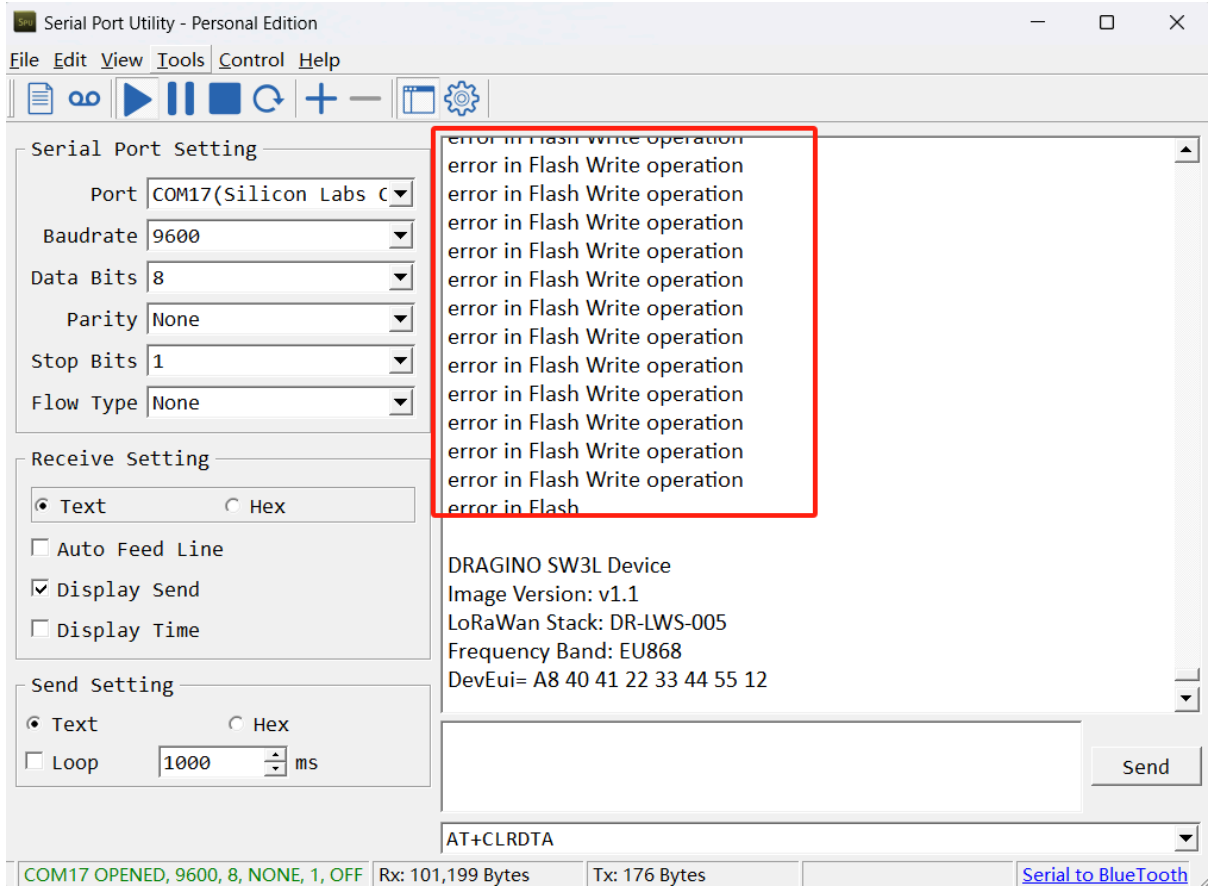 Spu Serial Port Utility - Personal Edition
File Edit View Tools Control Help
Serial Port Setting
Port COM17(Silicon Labs C
Baudrate 9600
Data Bits 8
Parity None
Stop Bits 1
Flow Type None
Receive Setting
Text Hex
Auto Feed Line
Display Send
Display Time
Send Setting
Text Hex
Loop 1000 ms
error in Flash Write operation
error in Flash Write operation
error in Flash Write operation
error in Flash Write operation
error in Flash Write operation
error in Flash Write operation
error in Flash Write operation
error in Flash Write operation
error in Flash Write operation
error in Flash Write operation
error in Flash Write operation
error in Flash Write operation
error in Flash Write operation
error in Flash
DRAGINO SW3L Device
Image Version: v1.1
LoRaWan Stack: DR-LWS-005
Frequency Band: EU868
DevEui= A8 40 41 22 33 44 55 12
Send
AT+CLRDTA
COM17 OPENED, 9600, 8, NONE, 1, OFF Rx: 101,199 Bytes Tx: 176 Bytes Serial to BlueTooth